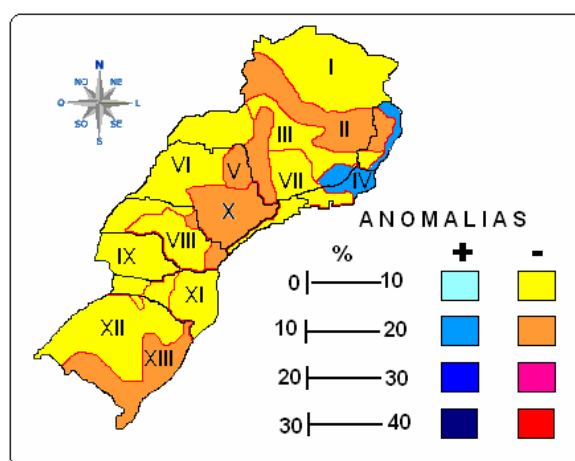 N
NO NE
O L
SO SE
S
I
II
III
IV
V
VI
VII
VIII
IX
X
XI
XII
XIII
ANOMALIAS
% + -
0 10
10 20
20 30
30 40